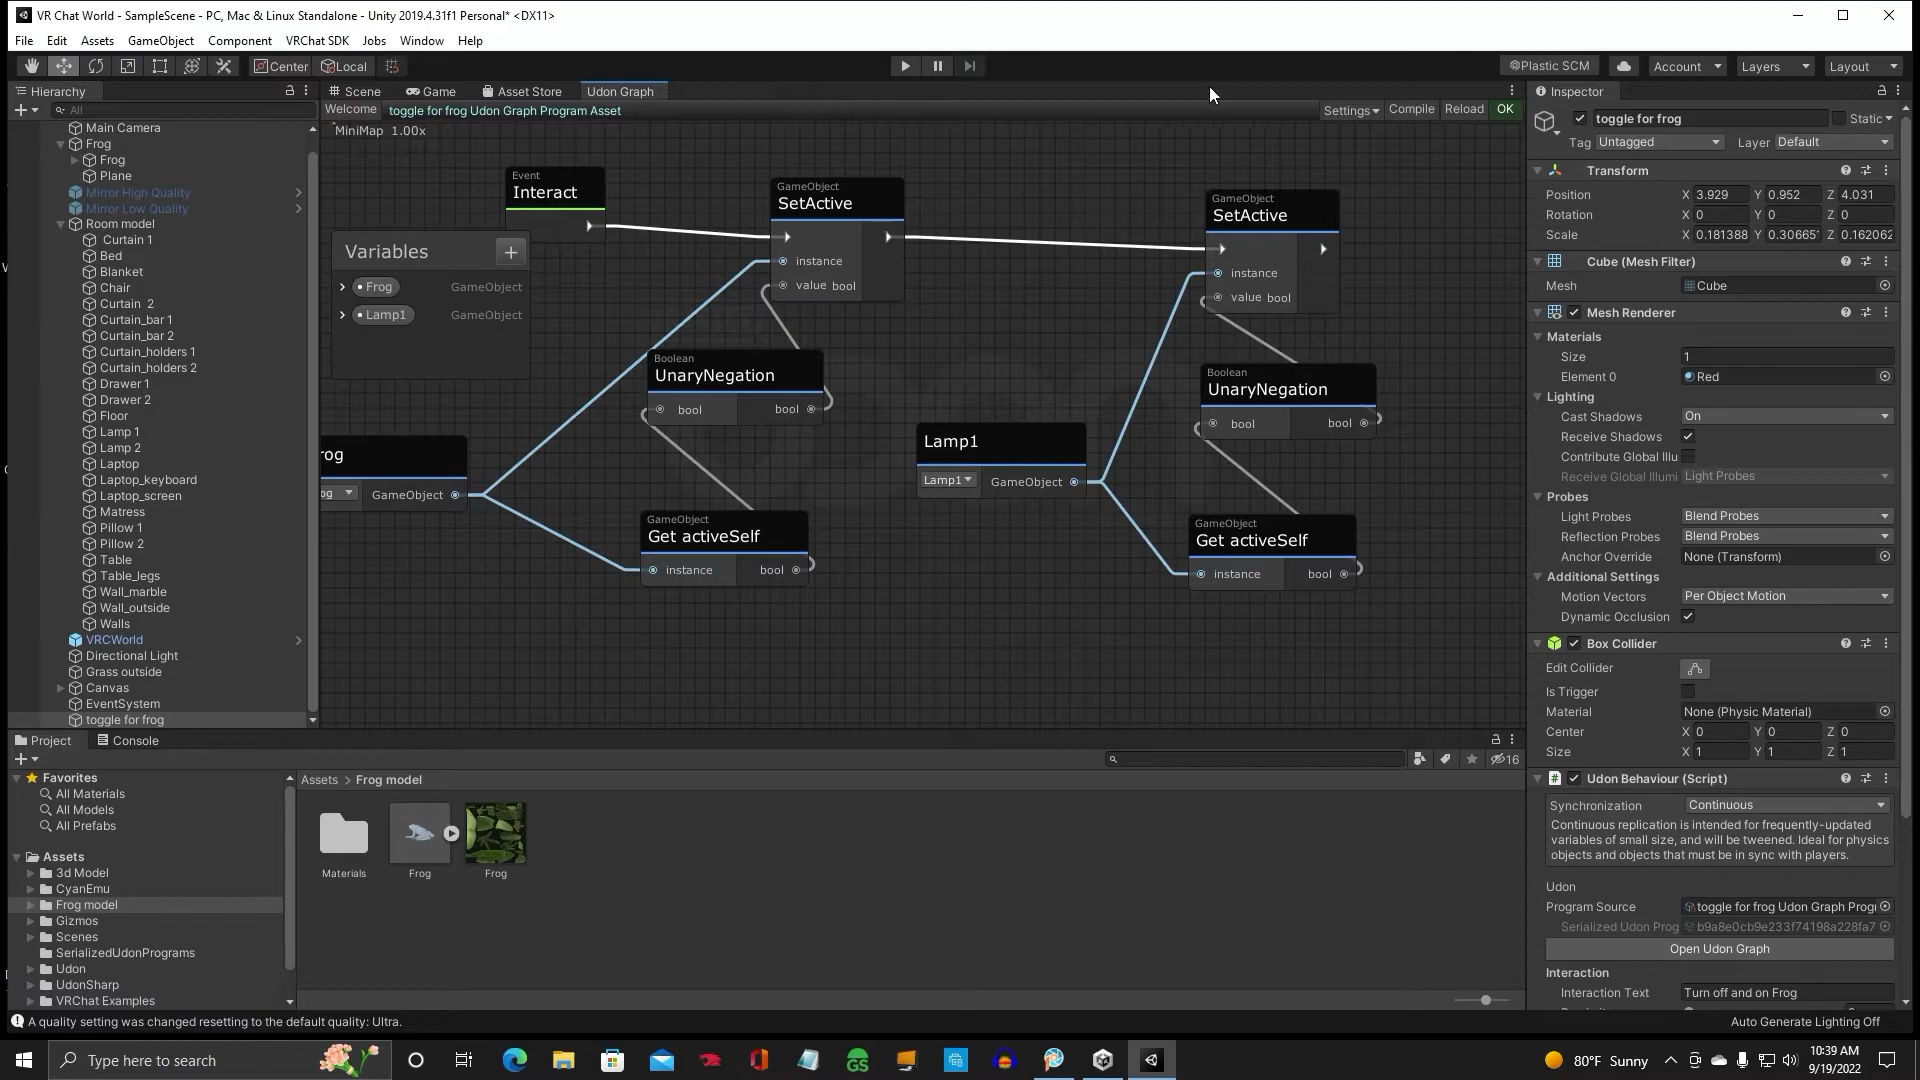 VR Chat World - SampleScene - PC, Mac & Linux Standalone - Unity 2019.4.31f1 Personal* <DX11>
File Edit Assets GameObject Component VRChat SDK Jobs Window Help
Center Local Plastic SCM Account Layers Layout
Hierarchy
All
Main Camera
Frog
Frog
Plane
Mirror High Quality
Mirror Low Quality
Room model
Curtain 1
Bed
Blanket
Chair
Curtain 2
Curtain_bar 1
Curtain_bar 2
Curtain_holders 1
Curtain_holders 2
Drawer 1
Drawer 2
Floor
Lamp 1
Lamp 2
Laptop
Laptop_keyboard
Laptop_screen
Matress
Pillow 1
Pillow 2
Table
Table_legs
Wall_marble
Wall_outside
Walls
VRCWorld
Directional Light
Grass outside
Canvas
EventSystem
toggle for frog
Scene Game Asset Store Udon Graph
Welcome toggle for frog Udon Graph Program Asset Settings Compile Reload OK
MiniMap 1.00x
Event
Interact
Variables +
Frog GameObject
Lamp1 GameObject
GameObject
SetActive
instance
value bool
Boolean
UnaryNegation
bool bool
rog
og GameObject
GameObject
Get activeSelf
instance bool
Lamp1
Lamp1 GameObject
GameObject
SetActive
instance
value bool
Boolean
UnaryNegation
bool bool
GameObject
Get activeSelf
instance bool
Inspector
toggle for frog Static
Tag Untagged Layer Default
Transform
Position X 3.929 Y 0.952 Z 4.031
Rotation X 0 Y 0 Z 0
Scale X 0.181388 Y 0.30665 Z 0.162062
Cube (Mesh Filter)
Mesh Cube
Mesh Renderer
Materials
Size 1
Element 0 Red
Lighting
Cast Shadows On
Receive Shadows
Contribute Global Illu
Receive Global Illumi Light Probes
Probes
Light Probes Blend Probes
Reflection Probes Blend Probes
Anchor Override None (Transform)
Additional Settings
Motion Vectors Per Object Motion
Dynamic Occlusion
Box Collider
Edit Collider
Is Trigger
Material None (Physic Material)
Center X 0 Y 0 Z 0
Size X 1 Y 1 Z 1
Udon Behaviour (Script)
Synchronization Continuous
Continuous replication is intended for frequently-updated
variables of small size, and will be tweened. Ideal for physics
objects and objects that must be in sync with players.
Udon
Program Source toggle for frog Udon Graph Progr
Serialized Udon Prog b9a8e0cb9e233f74198a228fa7
Open Udon Graph
Interaction
Interaction Text Turn off and on Frog
Project Console
16
Favorites
All Materials
All Models
All Prefabs
Assets
3d Model
CyanEmu
Frog model
Gizmos
Scenes
SerializedUdonPrograms
Udon
UdonSharp
VRChat Examples
Assets > Frog model
Materials Frog Frog
A quality setting was changed resetting to the default quality: Ultra. Auto Generate Lighting Off
Type here to search GS 80°F Sunny 10:39 AM
9/19/2022